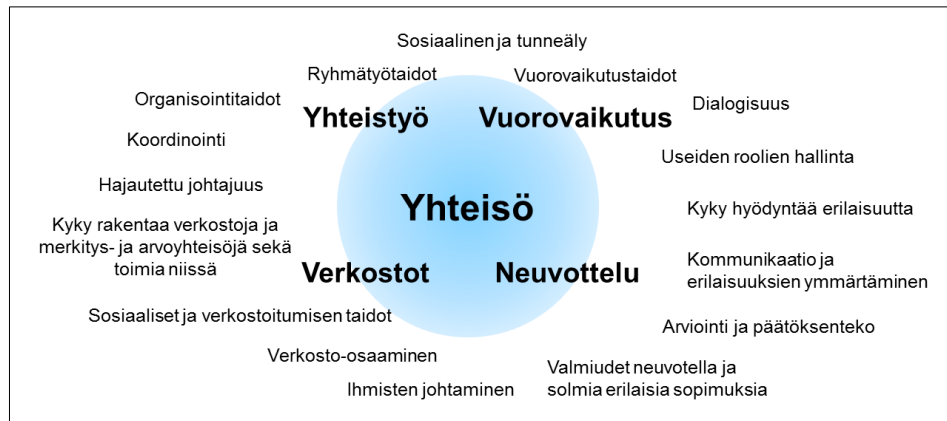 Sosiaalinen ja tunneäly
Ryhmätyötaidot
Vuorovaikutustaidot
Organisointitaidot
Yhteistyö
Vuorovaikutus
Dialogisuus
Koordinointi
Useiden roolien hallinta
Hajautettu johtajuus
Yhteisö
Kyky hyödyntää erilaisuutta
Kyky rakentaa verkostoja ja
merkitys- ja arvoyhteisöjä sekä
toimia niissä
Verkostot
Neuvottelu
Kommunikaatio ja
erilaisuuksien ymmärtäminen
Sosiaaliset ja verkostoitumisen taidot
Arviointi ja päätöksenteko
Verkosto-osaaminen
Ihmisten johtaminen
Valmiudet neuvotella ja
solmia erilaisia sopimuksia